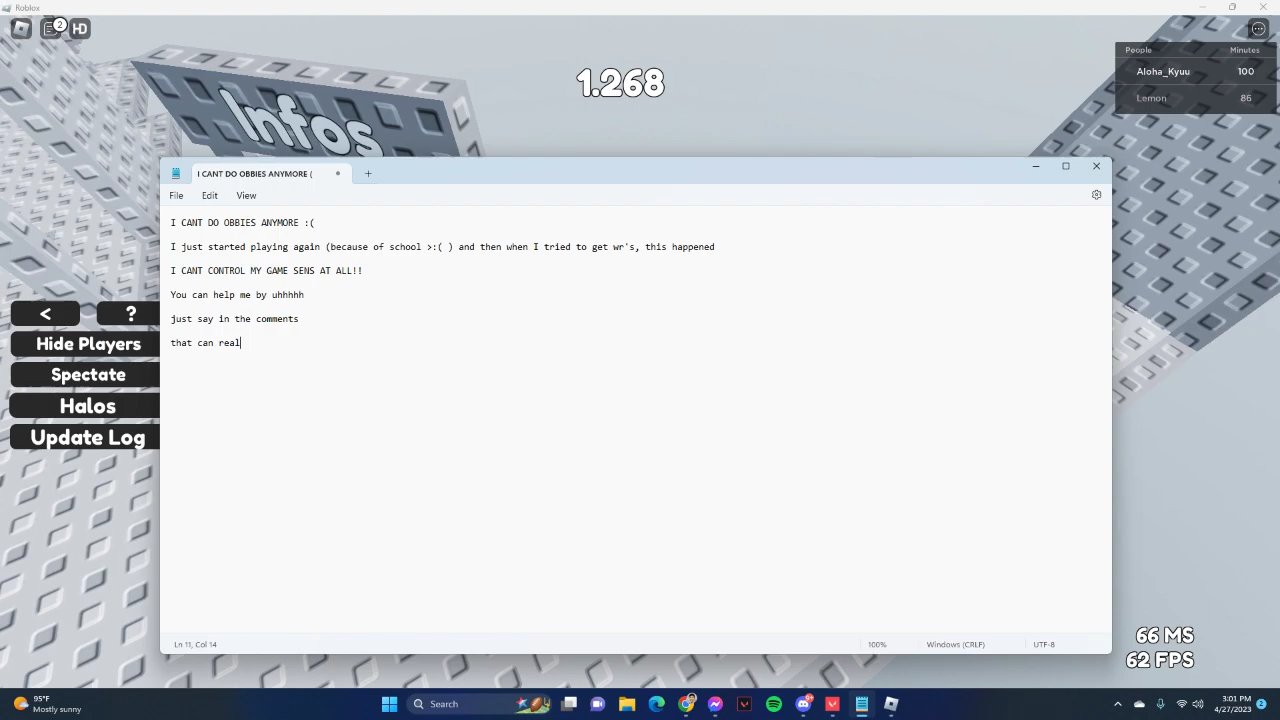 Roblox
2
HD
People Minutes
Aloha_Kyuu 100
Lemon 86
1.268
Infos
I CANT DO OBBIES ANYMORE (
File Edit View
I CANT DO OBBIES ANYMORE :(
I just started playing again (because of school >:( ) and then when I tried to get wr's, this happened
I CANT CONTROL MY GAME SENS AT ALL!!
You can help me by uhhhhh
just say in the comments
that can real
< ?
Hide Players
Spectate
Halos
Update Log
Ln 11, Col 14 100% Windows (CRLF) UTF-8
66 MS
62 FPS
95°F
Mostly sunny
Search
3:01 PM
4/27/2023